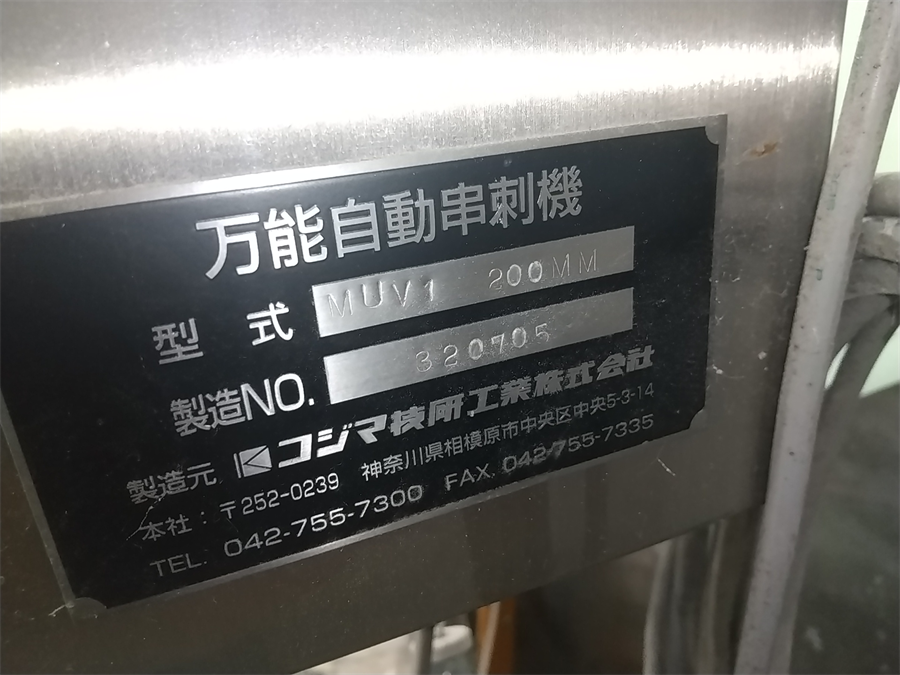 万能自動串刺機
型式 MUV1 200MM
製造NO. 320705
製造元 コジマ技研工業株式会社
本社：〒252-0239 神奈川県相模原市中央区中央5-3-14
TEL. 042-755-7300 FAX. 042-755-7335